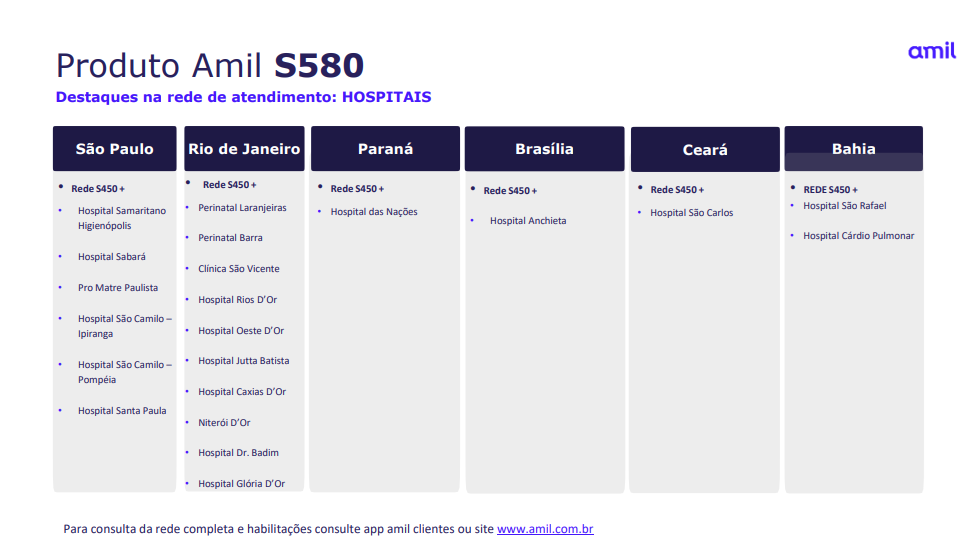 Produto Amil S580
amil
Destaques na rede de atendimento: HOSPITAIS
São Paulo
• Rede S450 +
• Hospital Samaritano
Higienópolis
• Hospital Sabará
• Pro Matre Paulista
• Hospital São Camilo –
Ipiranga
• Hospital São Camilo –
Pompéia
• Hospital Santa Paula
Rio de Janeiro
• Rede S450 +
• Perinatal Laranjeiras
• Perinatal Barra
• Clínica São Vicente
• Hospital Rios D’Or
• Hospital Oeste D’Or
• Hospital Jutta Batista
• Hospital Caxias D’Or
• Niterói D’Or
• Hospital Dr. Badim
• Hospital Glória D’Or
Paraná
• Rede S450 +
• Hospital das Nações
Brasília
• Rede S450 +
• Hospital Anchieta
Ceará
• Rede S450 +
• Hospital São Carlos
Bahia
• REDE S450 +
• Hospital São Rafael
• Hospital Cárdio Pulmonar
Para consulta da rede completa e habilitações consulte app amil clientes ou site www.amil.com.br